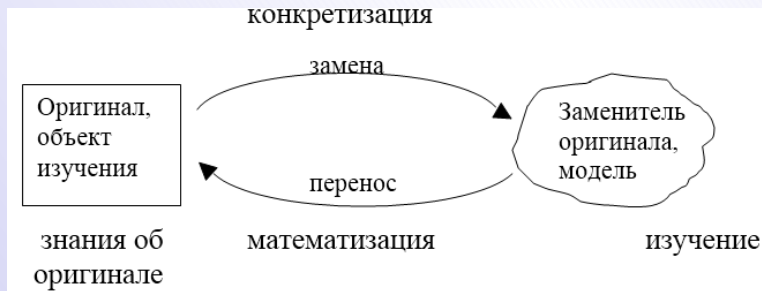 конкретизация
замена
Оригинал,
объект
изучения
Заменитель
оригинала,
модель
перенос
знания об
оригинале
математизация
изучение